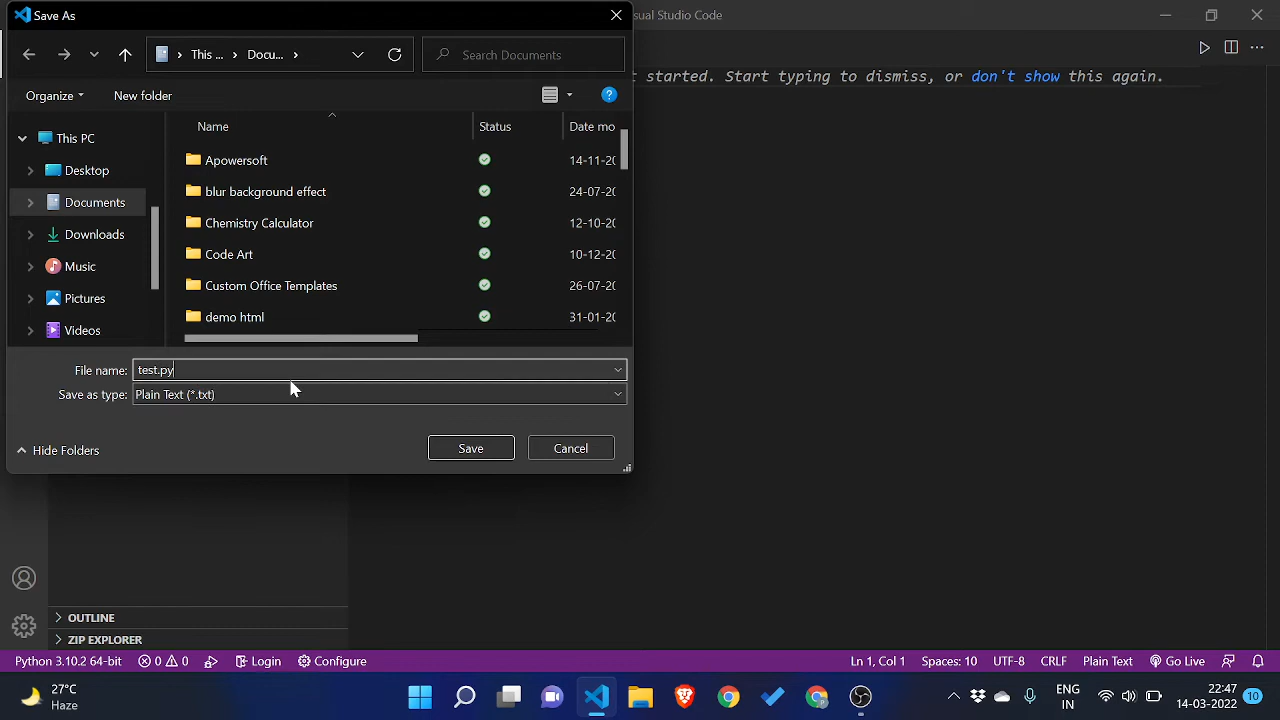 Save As
sual Studio Code
This ... Docu...
Search Documents
t started. Start typing to dismiss, or don't show this again.
Organize
New folder
Name
Status
Date mo
This PC
Desktop
Documents
Downloads
Music
Pictures
Videos
Apowersoft
14-11-20
blur background effect
24-07-20
Chemistry Calculator
12-10-20
Code Art
10-12-20
Custom Office Templates
26-07-20
demo html
31-01-20
File name: test.py
Save as type: Plain Text (*.txt)
Hide Folders
Save
Cancel
OUTLINE
ZIP EXPLORER
Python 3.10.2 64-bit
0
0
Login
Configure
Ln 1, Col 1
Spaces: 10
UTF-8
CRLF
Plain Text
Go Live
27°C
Haze
ENG
IN
22:47
14-03-2022
10